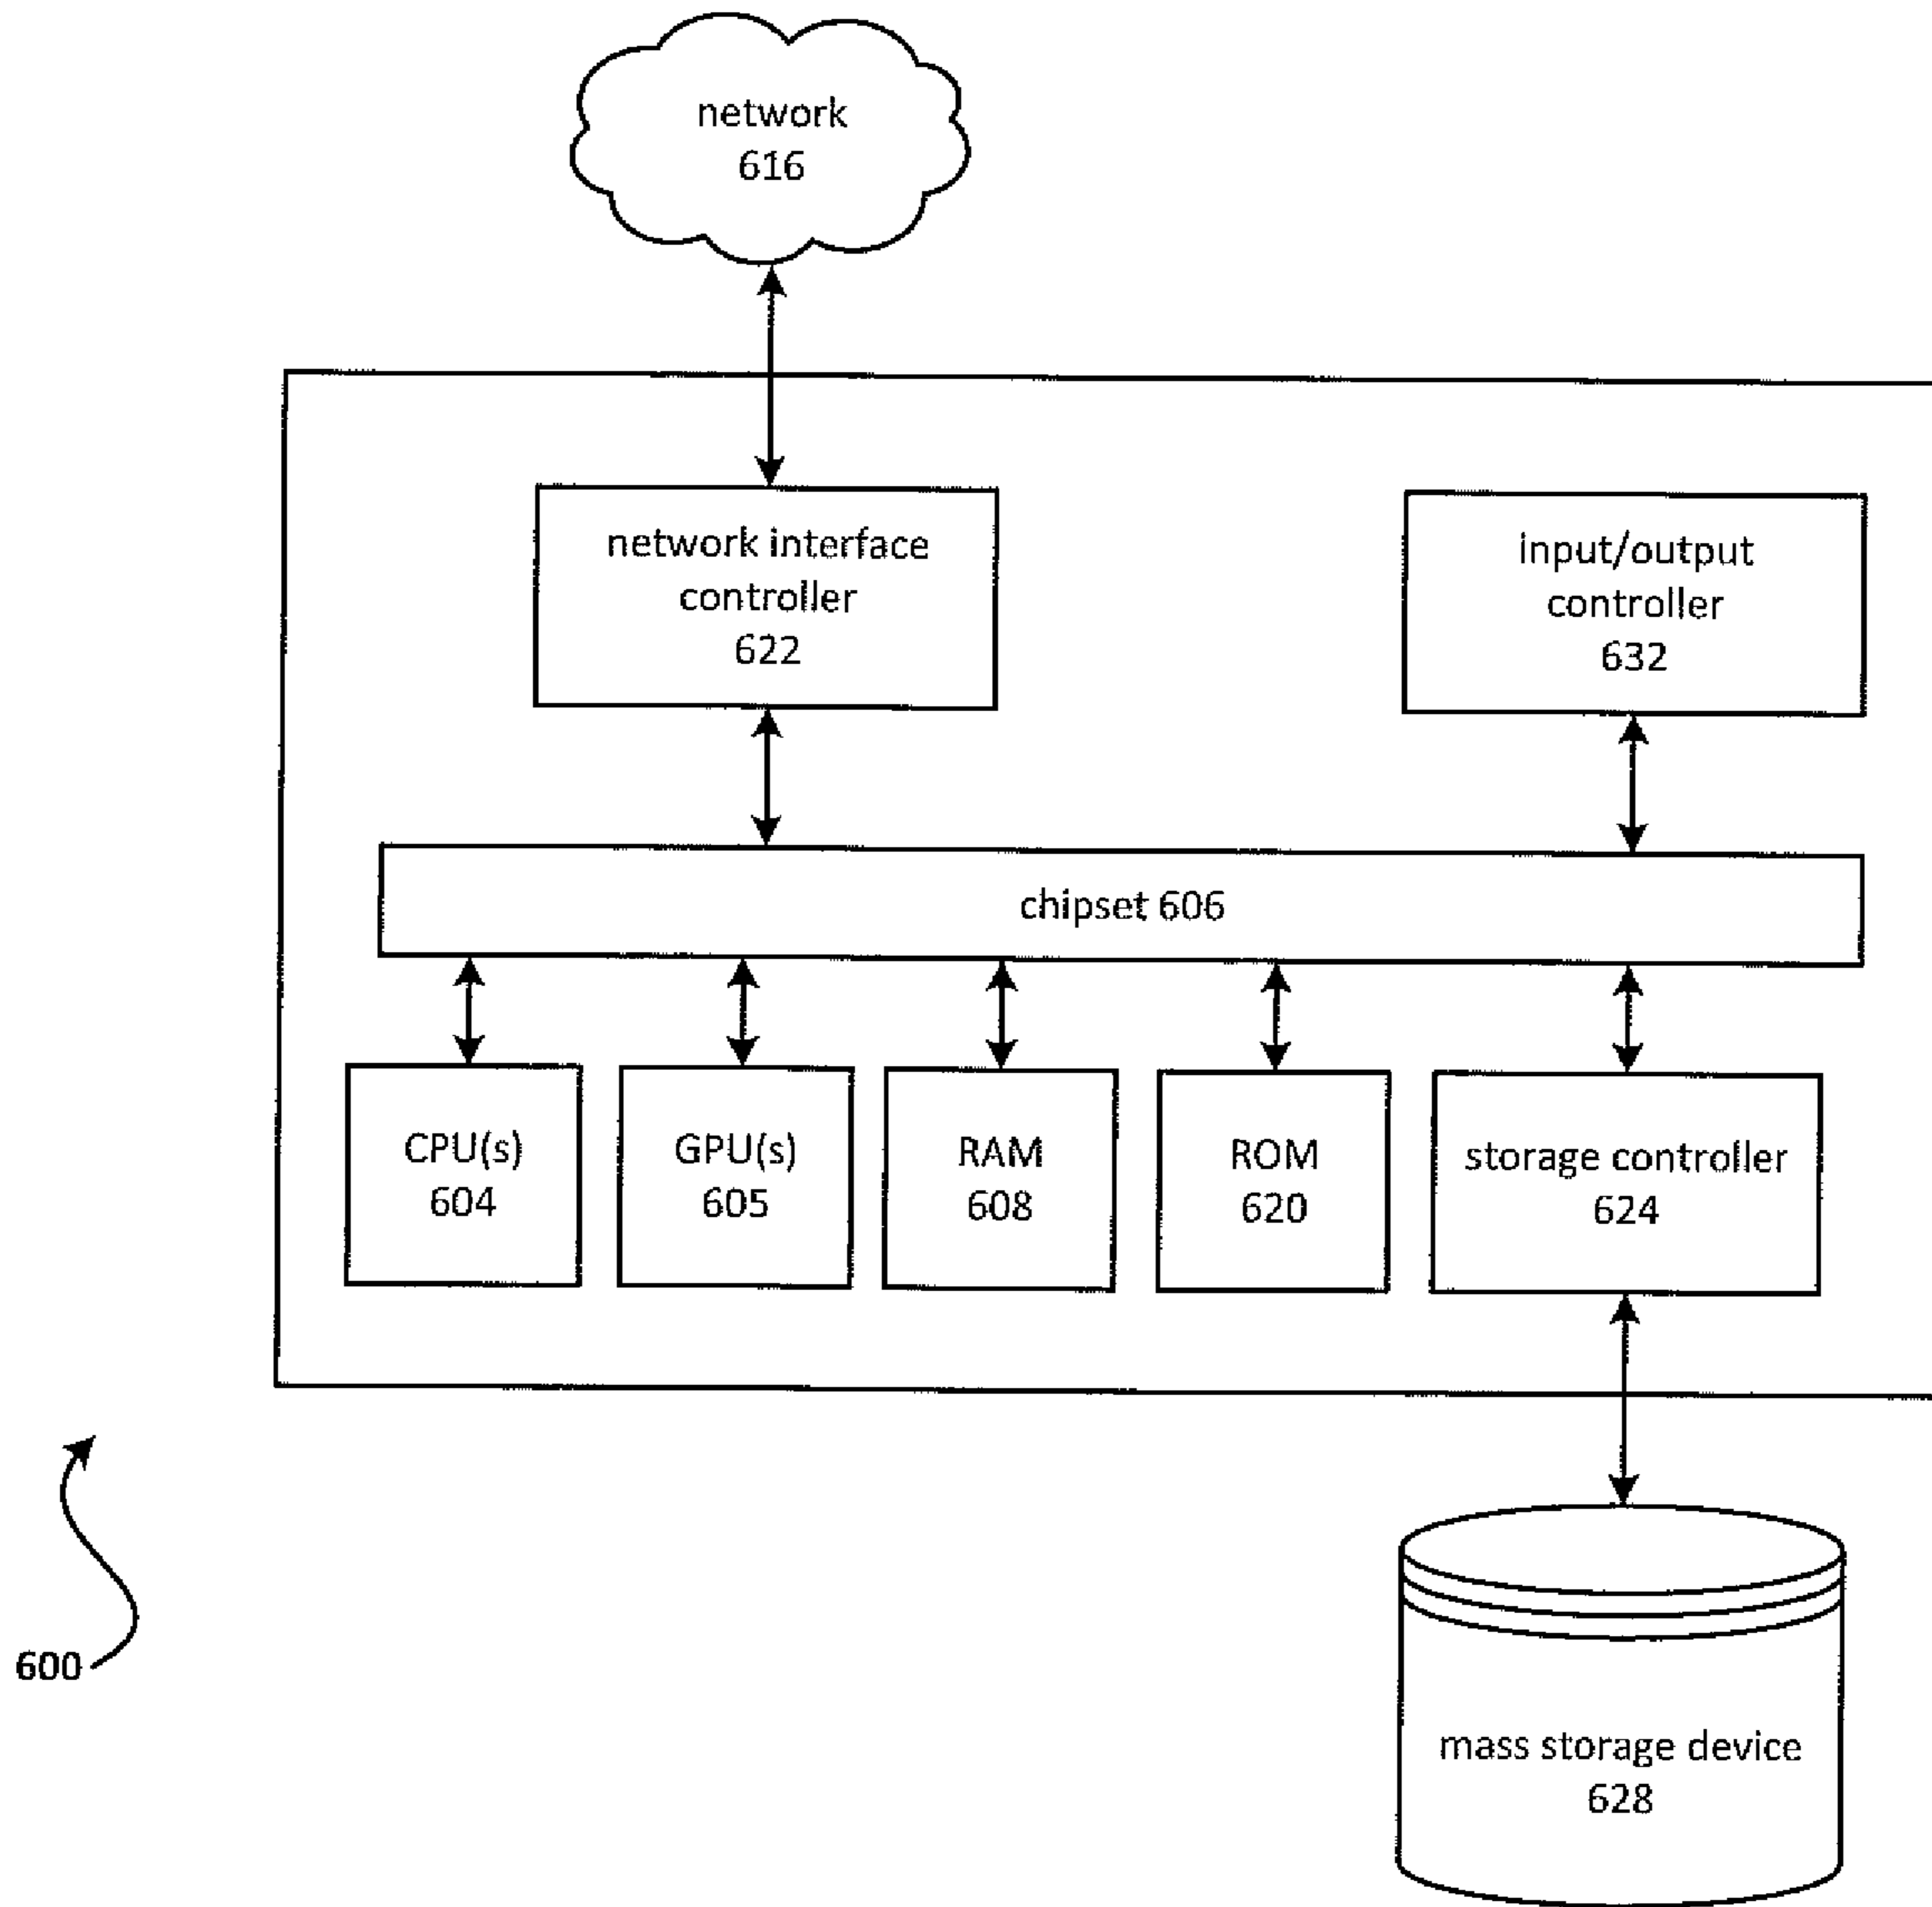 network
616
network interface
controller
622
input/output
controller
632
chipset 606
CPU(s)
604
GPU(s)
605
RAM
608
ROM
620
storage controller
624
600
mass storage device
628